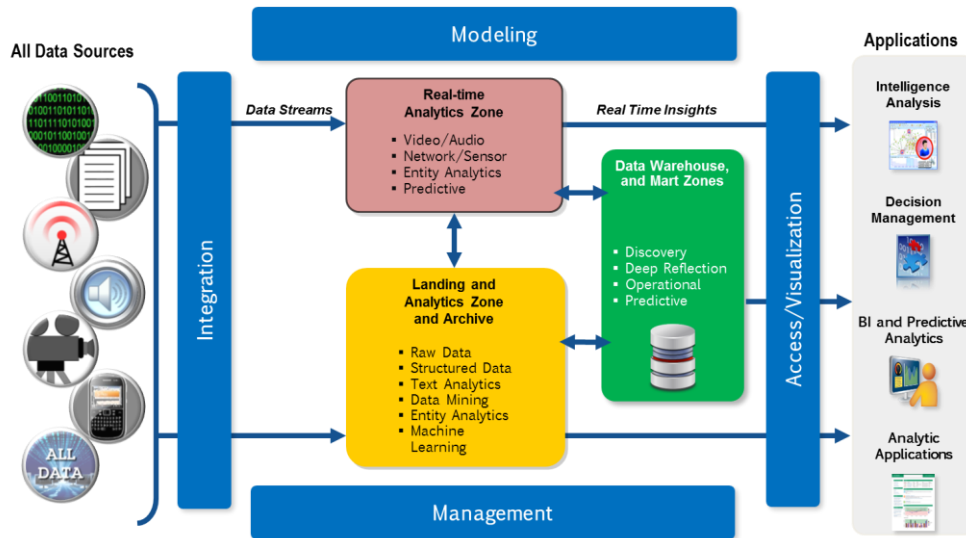 Modeling
All Data Sources
Applications
Integration
Data Streams
Real-time
Analytics Zone
▪ Video/Audio
▪ Network/Sensor
▪ Entity Analytics
▪ Predictive
Real Time Insights
Data Warehouse,
and Mart Zones
▪ Discovery
▪ Deep Reflection
▪ Operational
▪ Predictive
Landing and
Analytics Zone
and Archive
▪ Raw Data
▪ Structured Data
▪ Text Analytics
▪ Data Mining
▪ Entity Analytics
▪ Machine
Learning
Access/Visualization
Intelligence
Analysis
Decision
Management
BI and Predictive
Analytics
Analytic
Applications
ALL
DATA
Management